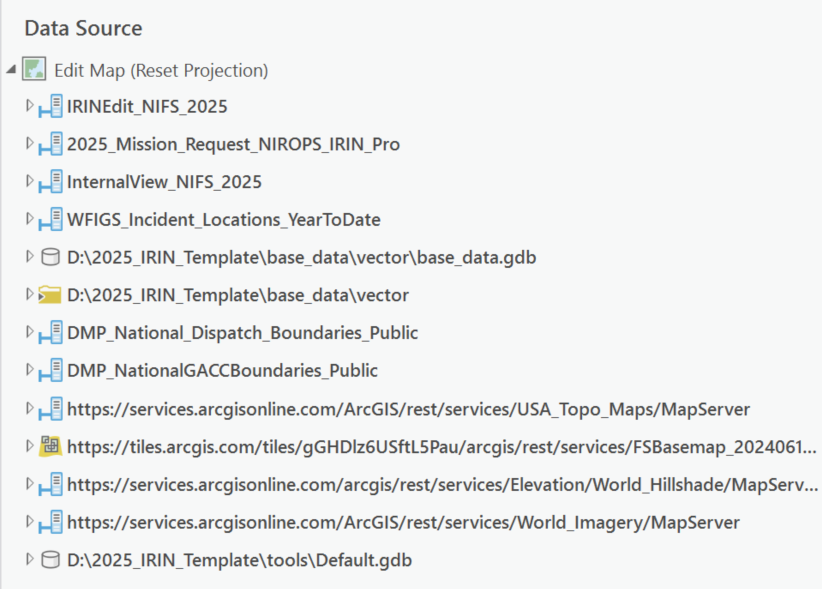 Data Source
Edit Map (Reset Projection)
IRINEdit_NIFS_2025
2025_Mission_Request_NIROPS_IRIN_Pro
InternalView_NIFS_2025
WFIGS_Incident_Locations_YearToDate
D:\2025_IRIN_Template\base_data\vector\base_data.gdb
D:\2025_IRIN_Template\base_data\vector
DMP_National_Dispatch_Boundaries_Public
DMP_NationalGACCBoundaries_Public
https://services.arcgisonline.com/ArcGIS/rest/services/USA_Topo_Maps/MapServer
https://tiles.arcgis.com/tiles/gGHDlz6USftL5Pau/arcgis/rest/services/FSBasemap_2024061...
https://services.arcgisonline.com/arcgis/rest/services/Elevation/World_Hillshade/MapServ...
https://services.arcgisonline.com/ArcGIS/rest/services/World_Imagery/MapServer
D:\2025_IRIN_Template\tools\Default.gdb